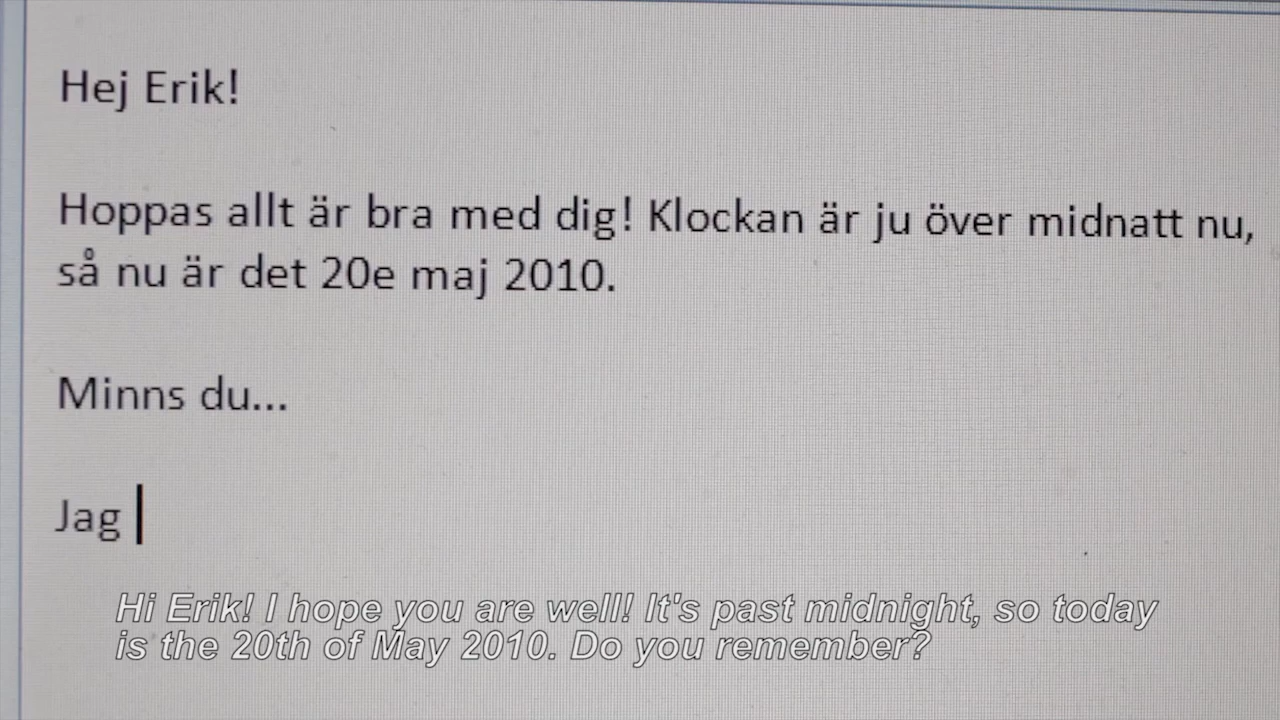 Hej Erik!
Hoppas allt är bra med dig! Klockan är ju över midnatt nu,
så nu är det 20e maj 2010.
Minns du...
Jag
Hi Erik! I hope you are well! It's past midnight, so today
is the 20th of May 2010. Do you remember?